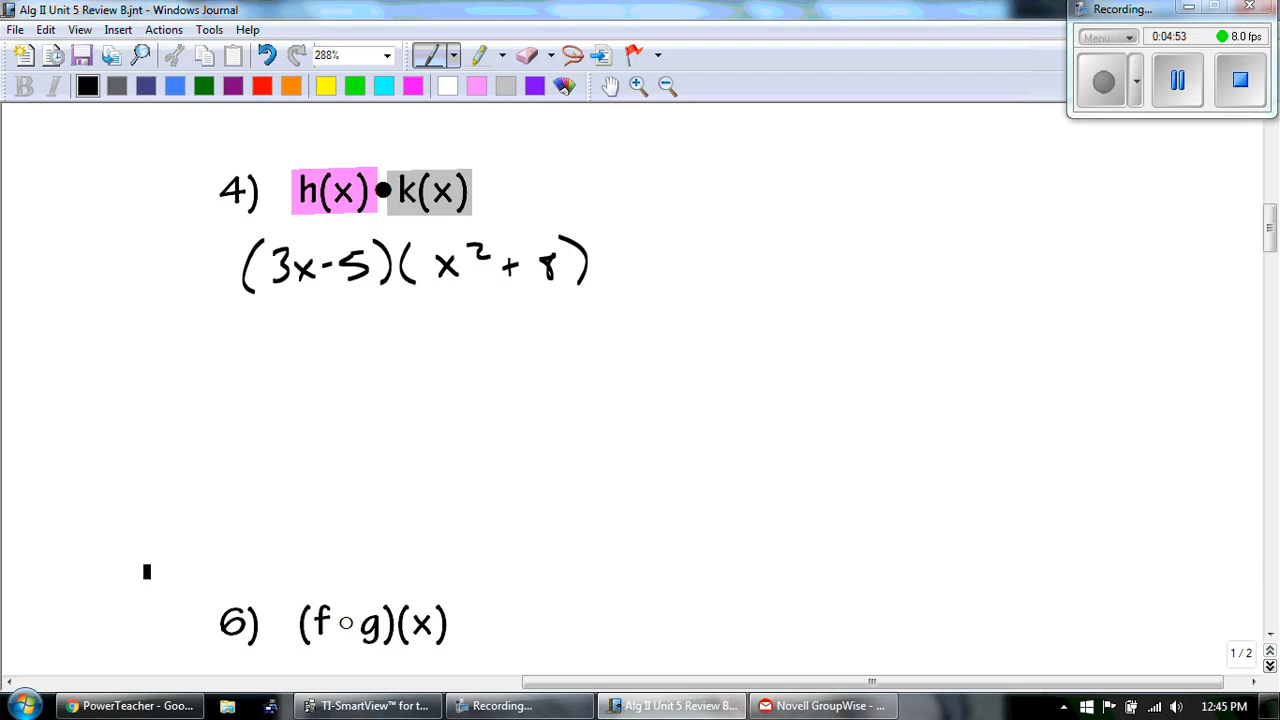 Alg II Unit 5 Review B.jnt - Windows Journal
Recording...
File Edit View Insert Actions Tools Help
Menu 0:04:53 8.0 fps
288%
B I
4) h(x)•k(x)
(3x-5)(x²+8)
6) (f∘g)(x)
1 / 2
PowerTeacher - Goo... TI-SmartView™ for t... Recording... Alg II Unit 5 Review B... Novell GroupWise - ... 12:45 PM